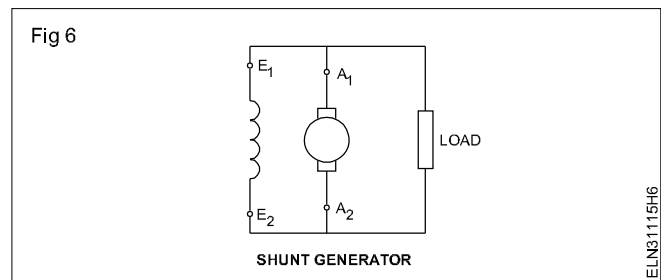 Fig 6
E1
A1
LOAD
E2
A2
SHUNT GENERATOR
ELN31115H6